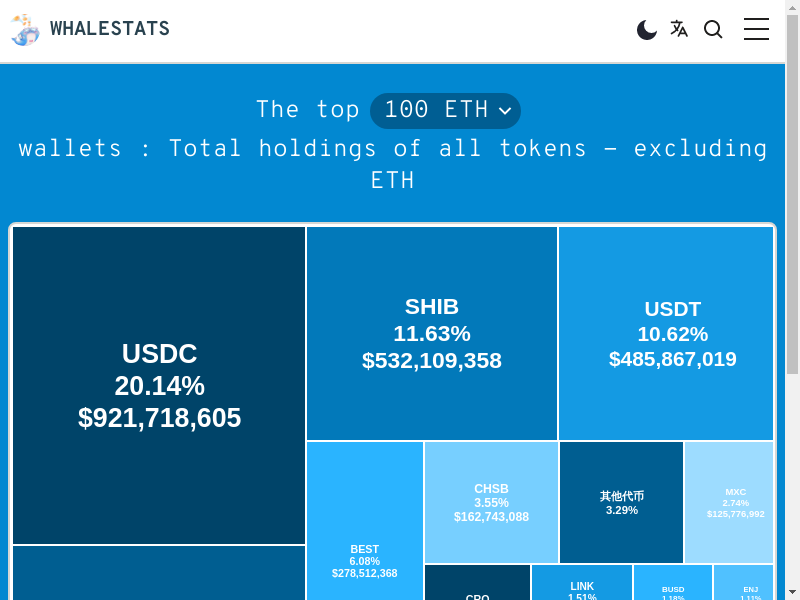 WHALESTATS
The top 100 ETH
wallets : Total holdings of all tokens – excluding
ETH
USDC
20.14%
$921,718,605
SHIB
11.63%
$532,109,358
USDT
10.62%
$485,867,019
BEST
6.08%
$278,512,368
CHSB
3.55%
$162,743,088
其他代币
3.29%
MXC
2.74%
$125,776,992
CRO
LINK
1.51%
BUSD
1.18%
ENJ
1.11%